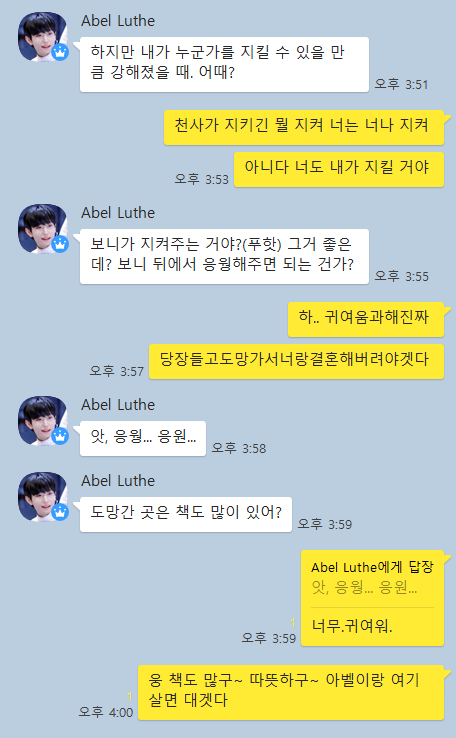 Abel Luthe
하지만 내가 누군가를 지킬 수 있을 만
큼 강해졌을 때. 어때?
오후 3:51
천사가 지키긴 뭘 지켜 너는 너나 지켜
아니다 너도 내가 지킬 거야
오후 3:53
Abel Luthe
보니가 지켜주는 거야?(푸핫) 그거 좋은
데? 보니 뒤에서 응웡해주면 되는 건가?
오후 3:55
하.. 귀여움과해진짜
당장들고도망가서너랑결혼해버려야겟다
오후 3:57
Abel Luthe
앗, 응웡... 응원...
오후 3:58
Abel Luthe
도망간 곳은 책도 많이 있어?
오후 3:59
Abel Luthe에게 답장
앗, 응웡... 응원...
너무.귀여워.
1
오후 3:59
웅 책도 많구~ 따뜻하구~ 아벨이랑 여기
살면 대겟다
1
오후 4:00